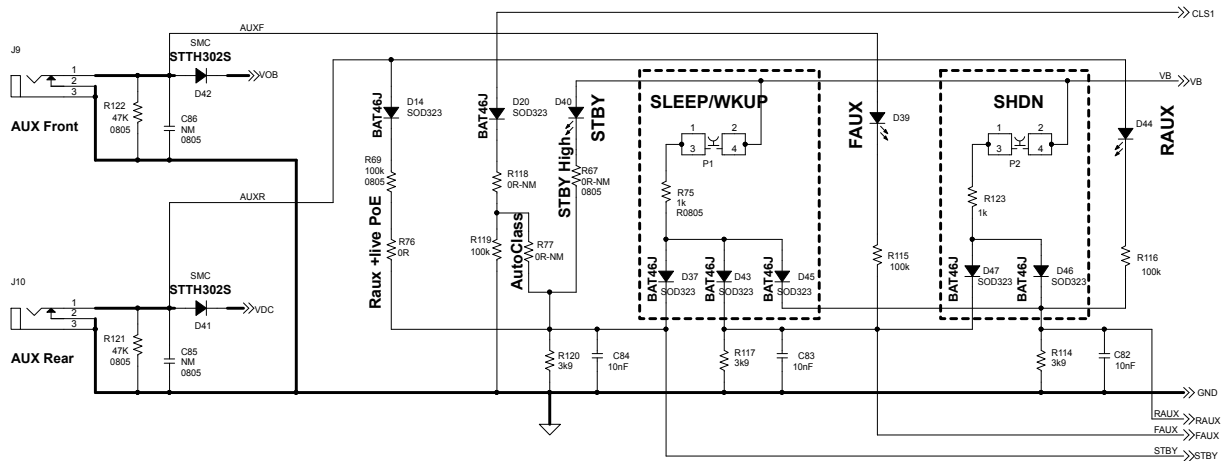 CLS1
AUXF
J9
1
2
3
AUX Front
SMC
STTH302S
D42
VOB
R122
47K
0805
C86
NM
0805
AUXR
J10
1
2
3
AUX Rear
SMC
STTH302S
D41
VDC
R121
47K
0805
C85
NM
0805
BAT46J
D14
SOD323
R69
100k
0805
R76
0R
Raux +live PoE
BAT46J
D20
SOD323
R118
0R-NM
R119
100k
R77
0R-NM
AutoClass
D40
STBY
STBY High
R67
0R-NM
0805
R120
3k9
C84
10nF
SLEEP/WKUP
1
2
3
4
P1
R75
1k
R0805
BAT46J
D37
SOD323
BAT46J
D43
SOD323
BAT46J
D45
SOD323
R117
3k9
C83
10nF
FAUX
D39
R115
100k
SHDN
1
2
3
4
P2
R123
1k
BAT46J
D47
SOD323
BAT46J
D46
SOD323
R114
3k9
C82
10nF
VB
VB
D44
RAUX
R116
100k
GND
RAUX
RAUX
FAUX
FAUX
STBY
STBY